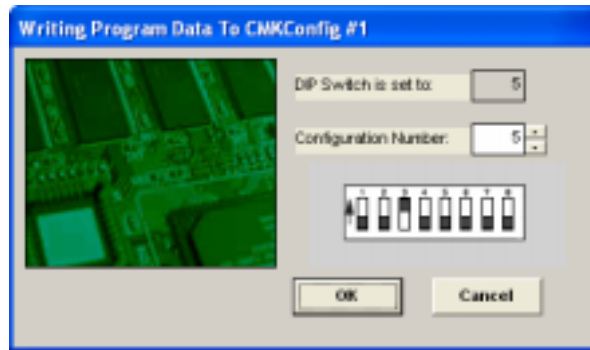 Writing Program Data To CMKConfig #1
DIP Switch is set to: 5
Configuration Number: 5
1 2 3 4 5 6 7 8
OK Cancel